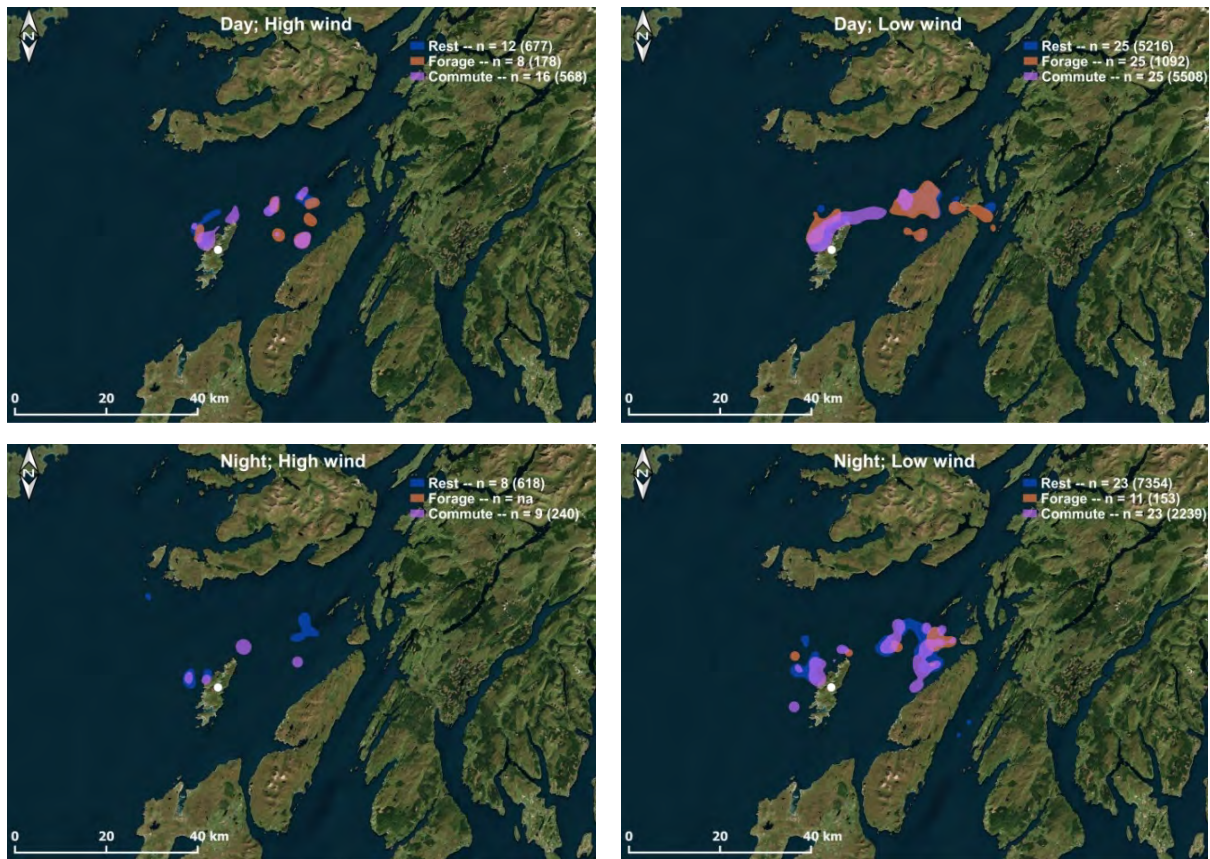 Day; High wind
N
Rest -- n = 12 (677)
Forage -- n = 8 (178)
Commute -- n = 16 (568)
0 20 40 km
Day; Low wind
N
Rest -- n = 25 (5216)
Forage -- n = 25 (1092)
Commute -- n = 25 (5508)
0 20 40 km
Night; High wind
N
Rest -- n = 8 (618)
Forage -- n = na
Commute -- n = 9 (240)
0 20 40 km
Night; Low wind
N
Rest -- n = 23 (7354)
Forage -- n = 11 (153)
Commute -- n = 23 (2239)
0 20 40 km